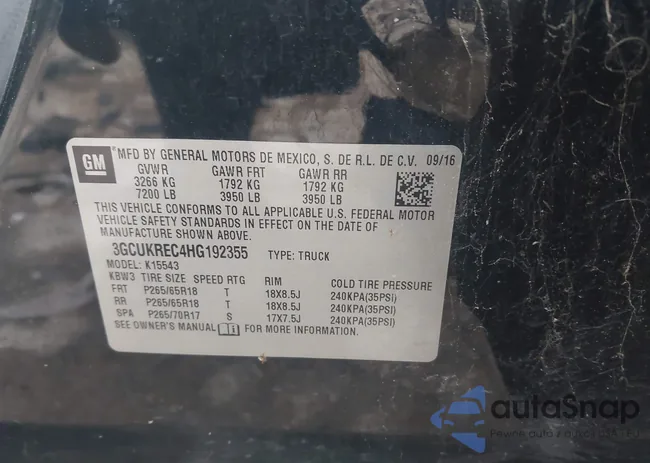 GM
MFD BY GENERAL MOTORS DE MEXICO, S. DE R.L. DE C.V. 09/16
GVWR GAWR FRT GAWR RR
3266 KG 1792 KG 1792 KG
7200 LB 3950 LB 3950 LB
THIS VEHICLE CONFORMS TO ALL APPLICABLE U.S. FEDERAL MOTOR
VEHICLE SAFETY STANDARDS IN EFFECT ON THE DATE OF
MANUFACTURE SHOWN ABOVE.
3GCUKREC4HG192355 TYPE: TRUCK
MODEL: K15543
KBW3 TIRE SIZE SPEED RTG RIM COLD TIRE PRESSURE
FRT P265/65R18 T 18X8.5J 240KPA(35PSI)
RR P265/65R18 T 18X8.5J 240KPA(35PSI)
SPA P265/70R17 S 17X7.5J 240KPA(35PSI)
SEE OWNER'S MANUAL FOR MORE INFORMATION.
autoSnap
Pewne auta z aukcji